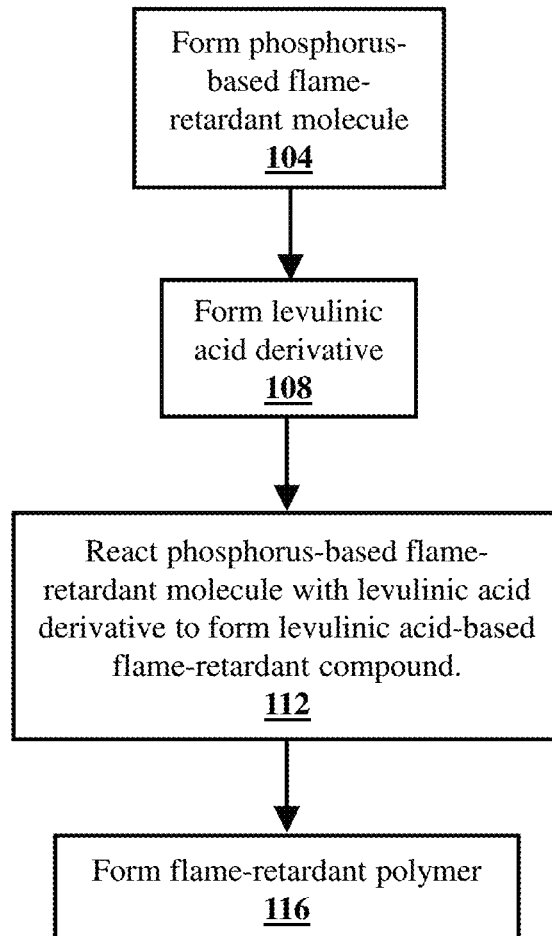 Form phosphorus-
based flame-
retardant molecule
104
Form levulinic
acid derivative
108
React phosphorus-based flame-
retardant molecule with levulinic acid
derivative to form levulinic acid-based
flame-retardant compound.
112
Form flame-retardant polymer
116